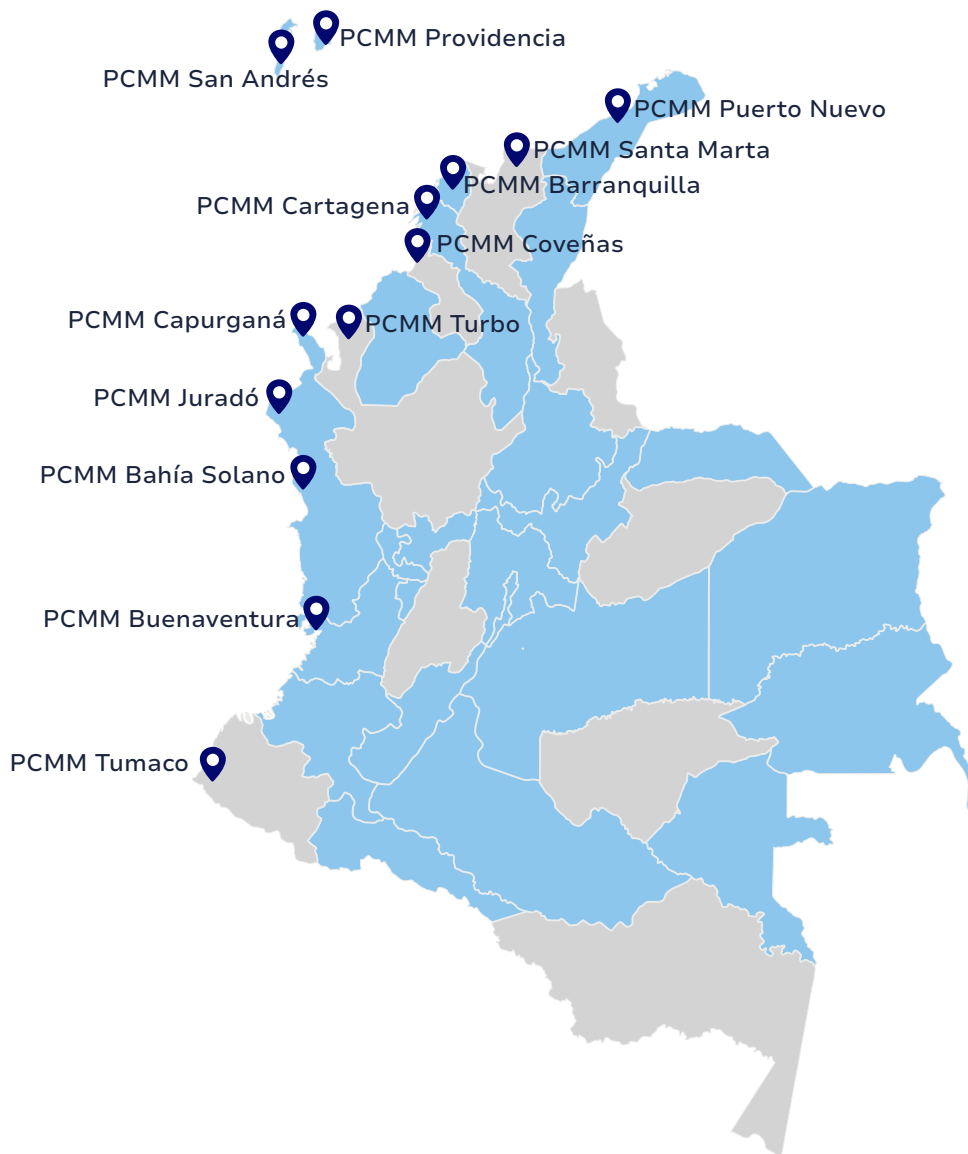 PCMM Providencia
PCMM San Andrés
PCMM Puerto Nuevo
PCMM Santa Marta
PCMM Barranquilla
PCMM Cartagena
PCMM Coveñas
PCMM Capurganá
PCMM Turbo
PCMM Juradó
PCMM Bahía Solano
PCMM Buenaventura
PCMM Tumaco